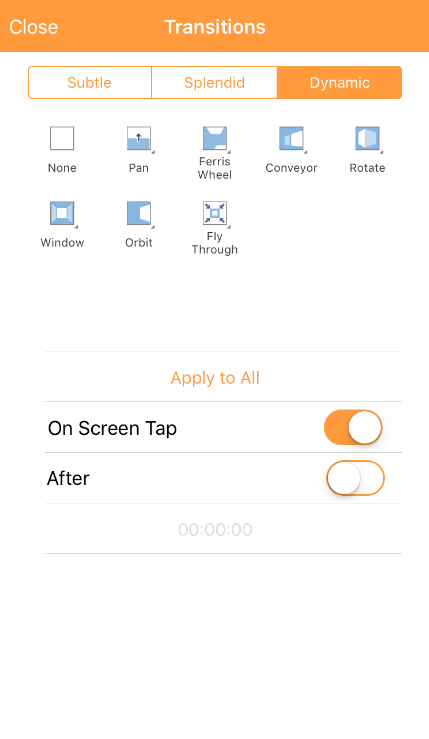 Close
Transitions
Subtle
Splendid
Dynamic
None
Pan
Ferris
Wheel
Conveyor
Rotate
Window
Orbit
Fly
Through
Apply to All
On Screen Tap
After
00:00:00